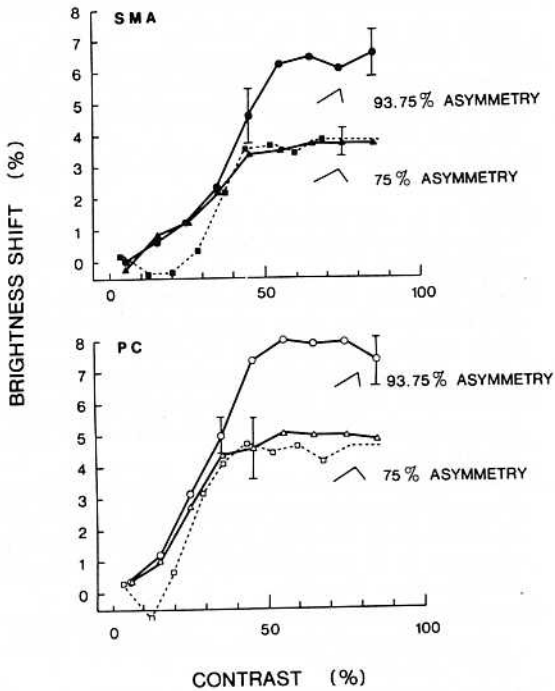 SMA
8
7
6
5
4
3
2
1
0
93.75% ASYMMETRY
75% ASYMMETRY
0 50 100
BRIGHTNESS SHIFT (%)
PC
8
7
6
5
4
3
2
1
0
93.75% ASYMMETRY
75% ASYMMETRY
0 50 100
CONTRAST (%)